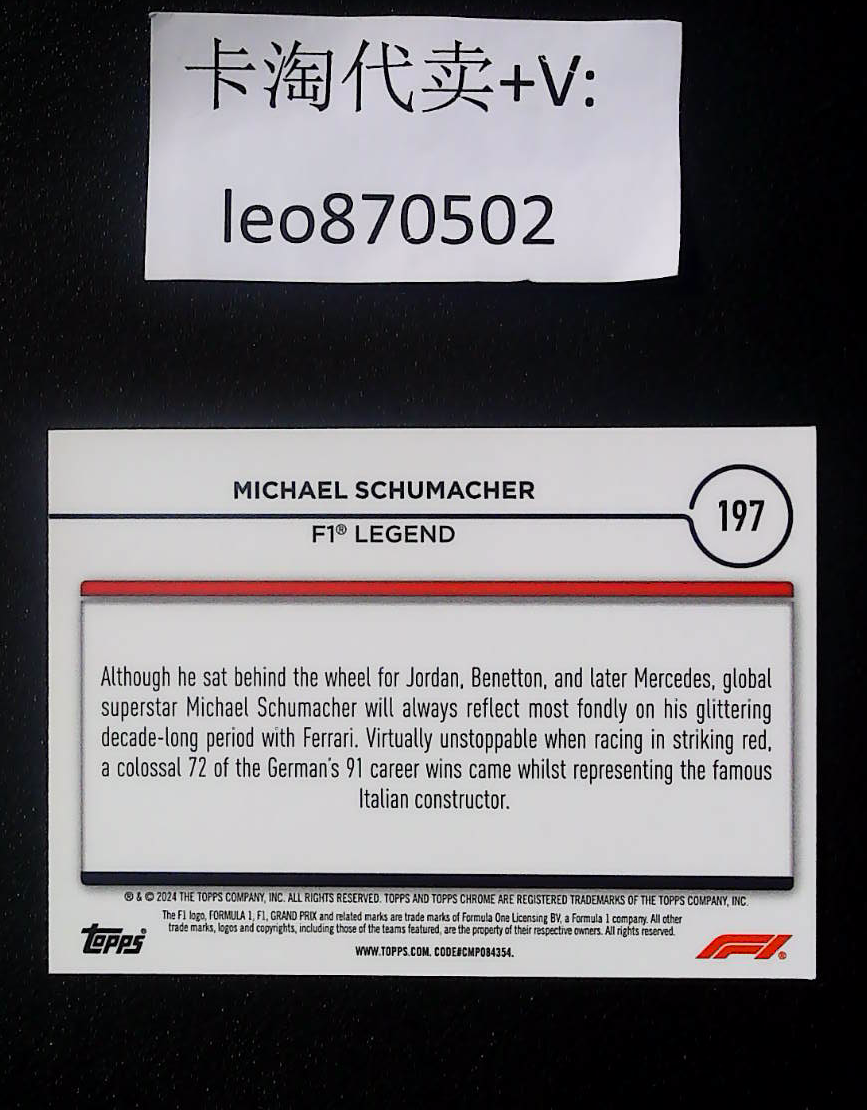 卡淘代卖+V:
leo870502
MICHAEL SCHUMACHER
197
F1® LEGEND
Although he sat behind the wheel for Jordan, Benetton, and later Mercedes, global
superstar Michael Schumacher will always reflect most fondly on his glittering
decade-long period with Ferrari. Virtually unstoppable when racing in striking red,
a colossal 72 of the German's 91 career wins came whilst representing the famous
Italian constructor.
® & © 2024 THE TOPPS COMPANY, INC. ALL RIGHTS RESERVED. TOPPS AND TOPPS CHROME ARE REGISTERED TRADEMARKS OF THE TOPPS COMPANY, INC.
The F1 logo, FORMULA 1, F1, GRAND PRIX and related marks are trade marks of Formula One Licensing BV, a Formula 1 company. All other
trade marks, logos and copyrights, including those of the teams featured, are the property of their respective owners. All rights reserved.
topps
WWW.TOPPS.COM. CODE#CMP084354.
F1®